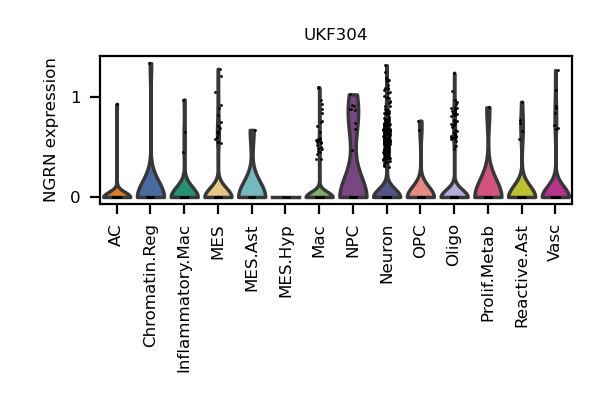 UKF304
NGRN expression
1
0
AC
Chromatin.Reg
Inflammatory.Mac
MES
MES.Ast
MES.Hyp
Mac
NPC
Neuron
OPC
Oligo
Prolif.Metab
Reactive.Ast
Vasc